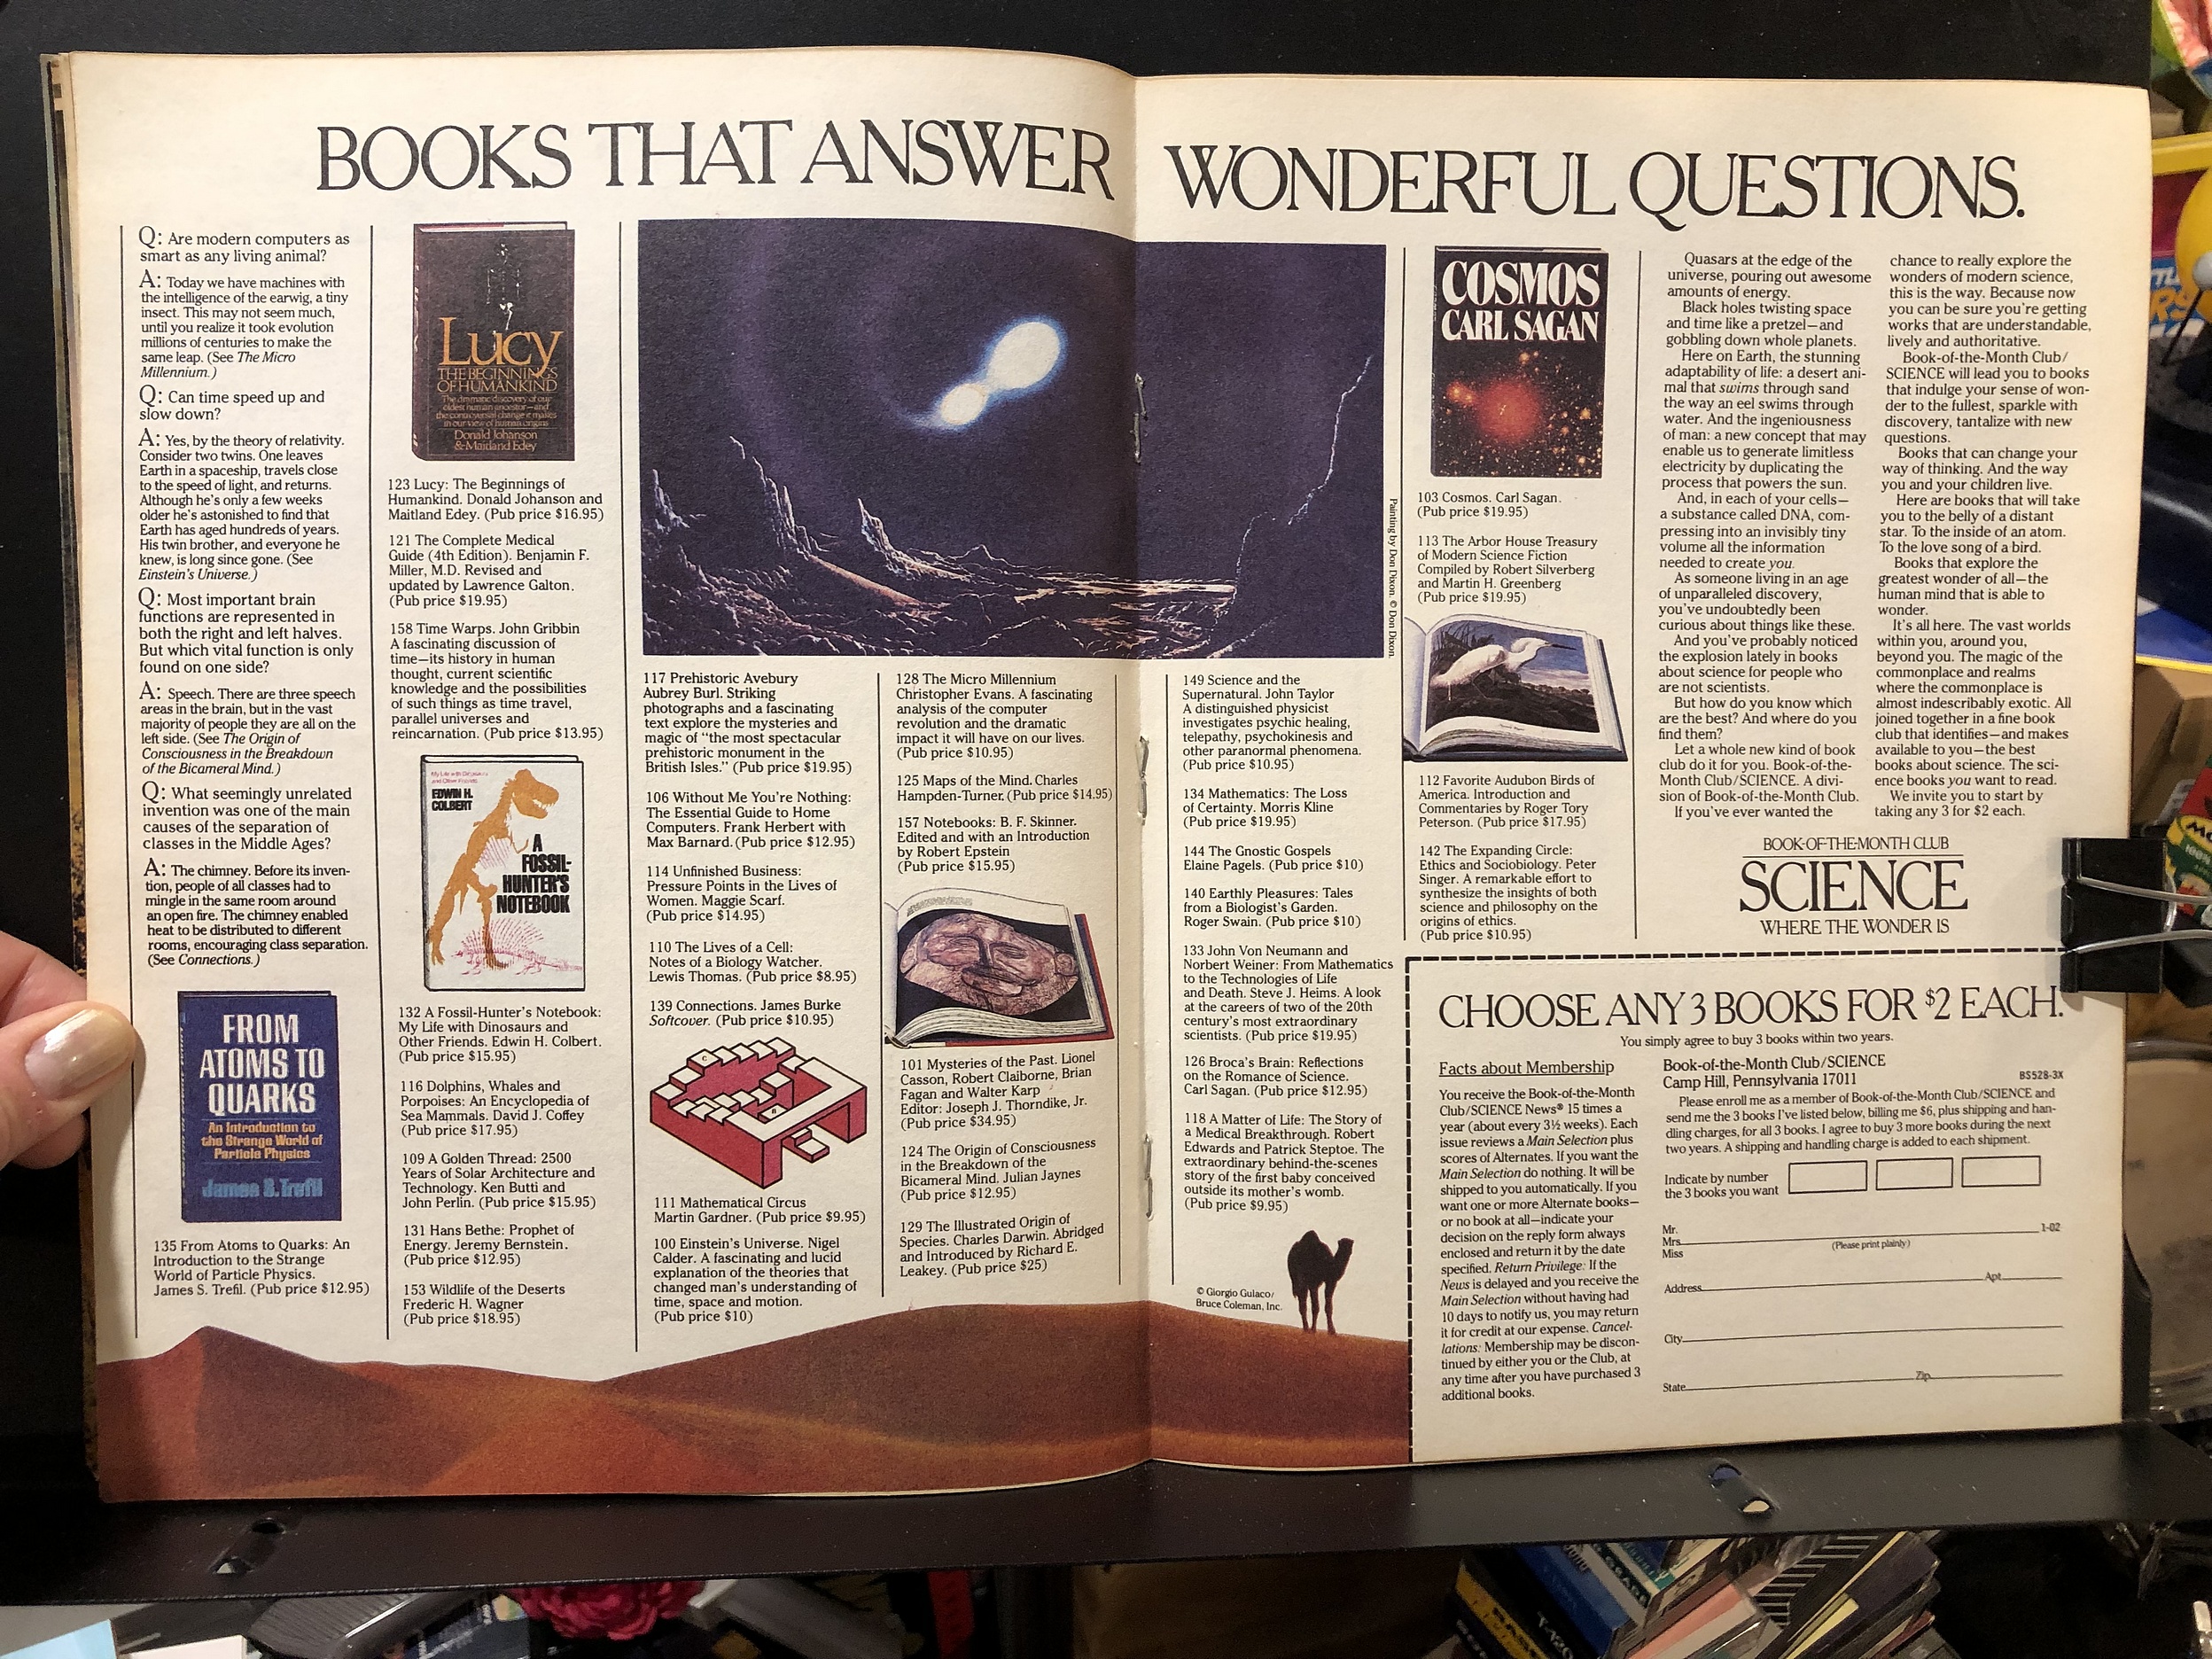 BOOKS THAT ANSWER WONDERFUL QUESTIONS.
Q: Are modern computers as
smart as any living animal?
A: Today we have machines with
the intelligence of the earwig, a tiny
insect. This may not seem much,
until you realize it took evolution
millions of centuries to make the
same leap. (See The Micro
Millennium.)
Q: Can time speed up and
slow down?
A: Yes, by the theory of relativity.
Consider two twins. One leaves
Earth in a spaceship, travels close
to the speed of light, and returns.
Although he's only a few weeks
older he's astonished to find that
Earth has aged hundreds of years.
His twin brother, and everyone he
knew, is long since gone. (See
Einstein's Universe.)
Q: Most important brain
functions are represented in
both the right and left halves.
But which vital function is only
found on one side?
A: Speech. There are three speech
areas in the brain, but in the vast
majority of people they are all on the
left side. (See The Origin of
Consciousness in the Breakdown
of the Bicameral Mind.)
Q: What seemingly unrelated
invention was one of the main
causes of the separation of
classes in the Middle Ages?
A: The chimney. Before its inven-
tion, people of all classes had to
mingle in the same room around
an open fire. The chimney enabled
heat to be distributed to different
rooms, encouraging class separation.
(See Connections.)
FROM
ATOMS TO
QUARKS
An Introduction to
the Strange World of
Particle Physics
James S. Trefil
135 From Atoms to Quarks: An
Introduction to the Strange
World of Particle Physics.
James S. Trefil. (Pub price $12.95)
Lucy
THE BEGINNINGS
OF HUMANKIND
The dramatic discovery of our
oldest human ancestor—and
the controversial change it makes
in our view of human origins
Donald Johanson
& Maitland Edey
123 Lucy: The Beginnings of
Humankind. Donald Johanson and
Maitland Edey. (Pub price $16.95)
121 The Complete Medical
Guide (4th Edition). Benjamin F.
Miller, M.D. Revised and
updated by Lawrence Galton.
(Pub price $19.95)
158 Time Warps. John Gribbin
A fascinating discussion of
time—its history in human
thought, current scientific
knowledge and the possibilities
of such things as time travel,
parallel universes and
reincarnation. (Pub price $13.95)
My Life with Dinosaurs
and Other Friends
EDWIN H.
COLBERT
A
FOSSIL-
HUNTER'S
NOTEBOOK
132 A Fossil-Hunter's Notebook:
My Life with Dinosaurs and
Other Friends. Edwin H. Colbert.
(Pub price $15.95)
116 Dolphins, Whales and
Porpoises: An Encyclopedia of
Sea Mammals. David J. Coffey
(Pub price $17.95)
109 A Golden Thread: 2500
Years of Solar Architecture and
Technology. Ken Butti and
John Perlin. (Pub price $15.95)
131 Hans Bethe: Prophet of
Energy. Jeremy Bernstein.
(Pub price $12.95)
153 Wildlife of the Deserts
Frederic H. Wagner
(Pub price $18.95)
Painting by Don Dixon. © Don Dixon.
117 Prehistoric Avebury
Aubrey Burl. Striking
photographs and a fascinating
text explore the mysteries and
magic of "the most spectacular
prehistoric monument in the
British Isles." (Pub price $19.95)
106 Without Me You're Nothing:
The Essential Guide to Home
Computers. Frank Herbert with
Max Barnard. (Pub price $12.95)
114 Unfinished Business:
Pressure Points in the Lives of
Women. Maggie Scarf.
(Pub price $14.95)
110 The Lives of a Cell:
Notes of a Biology Watcher.
Lewis Thomas. (Pub price $8.95)
139 Connections. James Burke
Softcover. (Pub price $10.95)
C
B
111 Mathematical Circus
Martin Gardner. (Pub price $9.95)
100 Einstein's Universe. Nigel
Calder. A fascinating and lucid
explanation of the theories that
changed man's understanding of
time, space and motion.
(Pub price $10)
128 The Micro Millennium
Christopher Evans. A fascinating
analysis of the computer
revolution and the dramatic
impact it will have on our lives.
(Pub price $10.95)
125 Maps of the Mind. Charles
Hampden-Turner. (Pub price $14.95)
157 Notebooks: B. F. Skinner.
Edited and with an Introduction
by Robert Epstein
(Pub price $15.95)
101 Mysteries of the Past. Lionel
Casson, Robert Claiborne, Brian
Fagan and Walter Karp
Editor: Joseph J. Thorndike, Jr.
(Pub price $34.95)
124 The Origin of Consciousness
in the Breakdown of the
Bicameral Mind. Julian Jaynes
(Pub price $12.95)
129 The Illustrated Origin of
Species. Charles Darwin. Abridged
and Introduced by Richard E.
Leakey. (Pub price $25)
149 Science and the
Supernatural. John Taylor
A distinguished physicist
investigates psychic healing,
telepathy, psychokinesis and
other paranormal phenomena.
(Pub price $10.95)
134 Mathematics: The Loss
of Certainty. Morris Kline
(Pub price $19.95)
144 The Gnostic Gospels
Elaine Pagels. (Pub price $10)
140 Earthly Pleasures: Tales
from a Biologist's Garden.
Roger Swain. (Pub price $10)
133 John Von Neumann and
Norbert Weiner: From Mathematics
to the Technologies of Life
and Death. Steve J. Heims. A look
at the careers of two of the 20th
century's most extraordinary
scientists. (Pub price $19.95)
126 Broca's Brain: Reflections
on the Romance of Science.
Carl Sagan. (Pub price $12.95)
118 A Matter of Life: The Story of
a Medical Breakthrough. Robert
Edwards and Patrick Steptoe. The
extraordinary behind-the-scenes
story of the first baby conceived
outside its mother's womb.
(Pub price $9.95)
© Giorgio Gulaco/
Bruce Coleman, Inc.
COSMOS
CARL SAGAN
103 Cosmos. Carl Sagan.
(Pub price $19.95)
113 The Arbor House Treasury
of Modern Science Fiction
Compiled by Robert Silverberg
and Martin H. Greenberg
(Pub price $19.95)
112 Favorite Audubon Birds of
America. Introduction and
Commentaries by Roger Tory
Peterson. (Pub price $17.95)
142 The Expanding Circle:
Ethics and Sociobiology. Peter
Singer. A remarkable effort to
synthesize the insights of both
science and philosophy on the
origins of ethics.
(Pub price $10.95)
Quasars at the edge of the
universe, pouring out awesome
amounts of energy.
Black holes twisting space
and time like a pretzel—and
gobbling down whole planets.
Here on Earth, the stunning
adaptability of life: a desert ani-
mal that swims through sand
the way an eel swims through
water. And the ingeniousness
of man: a new concept that may
enable us to generate limitless
electricity by duplicating the
process that powers the sun.
And, in each of your cells—
a substance called DNA, com-
pressing into an invisibly tiny
volume all the information
needed to create you.
As someone living in an age
of unparalleled discovery,
you've undoubtedly been
curious about things like these.
And you've probably noticed
the explosion lately in books
about science for people who
are not scientists.
But how do you know which
are the best? And where do you
find them?
Let a whole new kind of book
club do it for you. Book-of-the-
Month Club/SCIENCE. A divi-
sion of Book-of-the-Month Club.
If you've ever wanted the
chance to really explore the
wonders of modern science,
this is the way. Because now
you can be sure you're getting
works that are understandable,
lively and authoritative.
Book-of-the-Month Club/
SCIENCE will lead you to books
that indulge your sense of won-
der to the fullest, sparkle with
discovery, tantalize with new
questions.
Books that can change your
way of thinking. And the way
you and your children live.
Here are books that will take
you to the belly of a distant
star. To the inside of an atom.
To the love song of a bird.
Books that explore the
greatest wonder of all—the
human mind that is able to
wonder.
It's all here. The vast worlds
within you, around you,
beyond you. The magic of the
commonplace and realms
where the commonplace is
almost indescribably exotic. All
joined together in a fine book
club that identifies—and makes
available to you—the best
books about science. The sci-
ence books you want to read.
We invite you to start by
taking any 3 for $2 each.
BOOK-OF-THE-MONTH CLUB
SCIENCE
WHERE THE WONDER IS
CHOOSE ANY 3 BOOKS FOR $2 EACH.
You simply agree to buy 3 books within two years.
Facts about Membership
You receive the Book-of-the-Month
Club/SCIENCE News® 15 times a
year (about every 3½ weeks). Each
issue reviews a Main Selection plus
scores of Alternates. If you want the
Main Selection do nothing. It will be
shipped to you automatically. If you
want one or more Alternate books—
or no book at all—indicate your
decision on the reply form always
enclosed and return it by the date
specified. Return Privilege: If the
News is delayed and you receive the
Main Selection without having had
10 days to notify us, you may return
it for credit at our expense. Cancel-
lations: Membership may be discon-
tinued by either you or the Club, at
any time after you have purchased 3
additional books.
Book-of-the-Month Club/SCIENCE
Camp Hill, Pennsylvania 17011
BS528-3X
Please enroll me as a member of Book-of-the-Month Club/SCIENCE and
send me the 3 books I've listed below, billing me $6, plus shipping and han-
dling charges, for all 3 books. I agree to buy 3 more books during the next
two years. A shipping and handling charge is added to each shipment.
Indicate by number
the 3 books you want
Mr.
Mrs.
Miss
1-02
(Please print plainly)
Address
Apt.
City
State
Zip